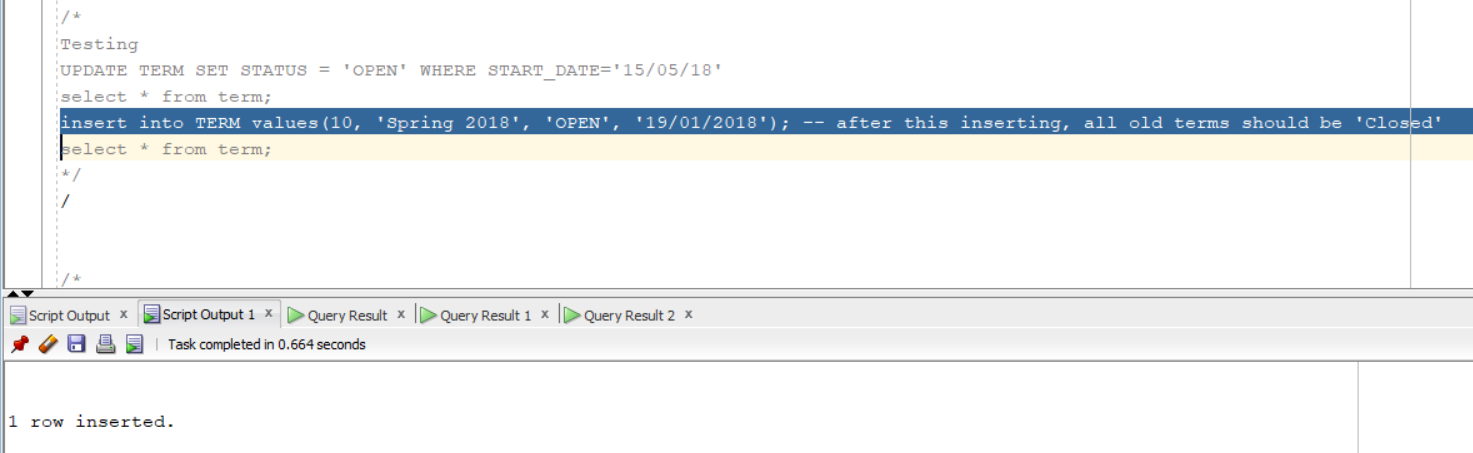 /*
Testing
UPDATE TERM SET STATUS = 'OPEN' WHERE START_DATE='15/05/18'
select * from term;
insert into TERM values(10, 'Spring 2018', 'OPEN', '19/01/2018'); -- after this inserting, all old terms should be 'Closed'
select * from term;
*/
/
/*
Script Output x Script Output 1 x Query Result x Query Result 1 x Query Result 2 x
Task completed in 0.664 seconds
1 row inserted.